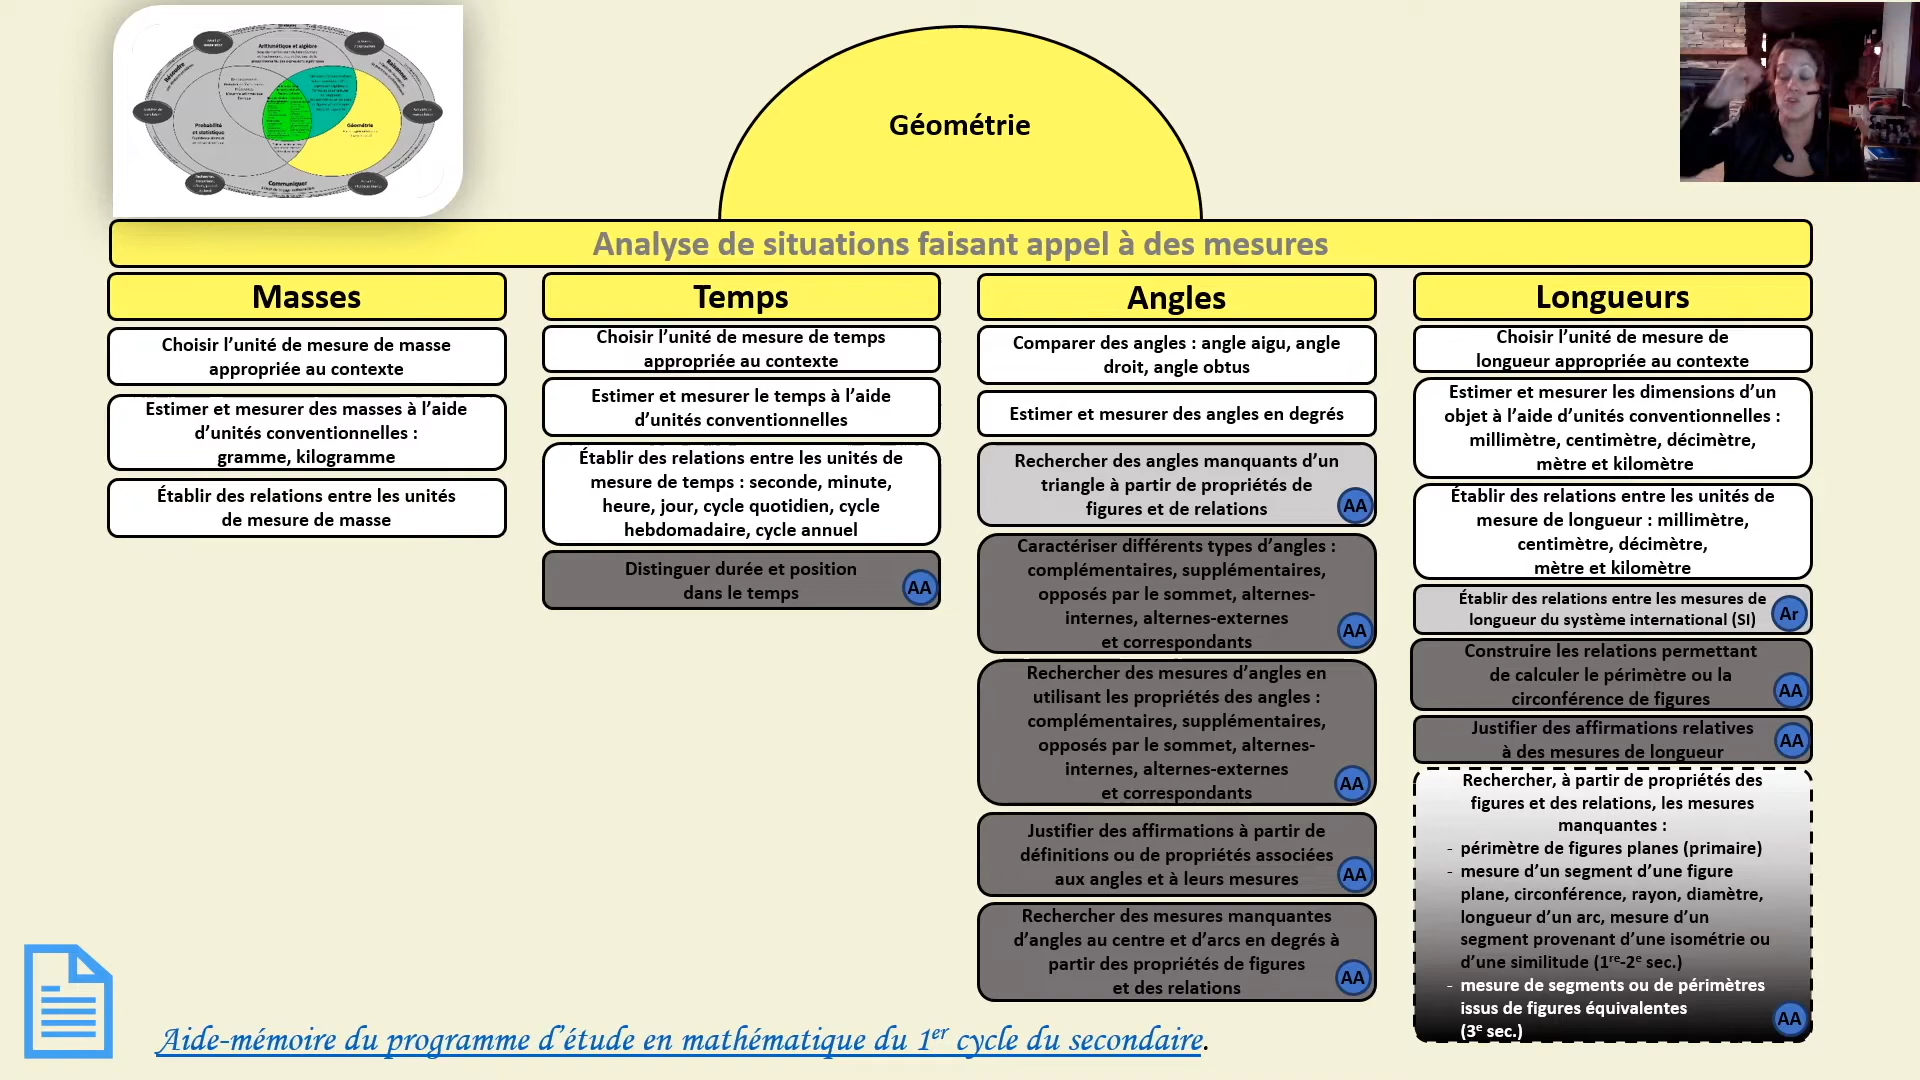 Arithmétique et algèbre
Résoudre
Raisonner
Probabilité
et statistique
Géométrie
Communiquer
Géométrie
Analyse de situations faisant appel à des mesures
Masses
Choisir l'unité de mesure de masse
appropriée au contexte
Estimer et mesurer des masses à l'aide
d'unités conventionnelles :
gramme, kilogramme
Établir des relations entre les unités
de mesure de masse
Temps
Choisir l'unité de mesure de temps
appropriée au contexte
Estimer et mesurer le temps à l'aide
d'unités conventionnelles
Établir des relations entre les unités de
mesure de temps : seconde, minute,
heure, jour, cycle quotidien, cycle
hebdomadaire, cycle annuel
Distinguer durée et position
dans le temps
AA
Angles
Comparer des angles : angle aigu, angle
droit, angle obtus
Estimer et mesurer des angles en degrés
Rechercher des angles manquants d'un
triangle à partir de propriétés de
figures et de relations
AA
Caractériser différents types d'angles :
complémentaires, supplémentaires,
opposés par le sommet, alternes-
internes, alternes-externes
et correspondants
AA
Rechercher des mesures d'angles en
utilisant les propriétés des angles :
complémentaires, supplémentaires,
opposés par le sommet, alternes-
internes, alternes-externes
et correspondants
AA
Justifier des affirmations à partir de
définitions ou de propriétés associées
aux angles et à leurs mesures
AA
Rechercher des mesures manquantes
d'angles au centre et d'arcs en degrés à
partir des propriétés de figures
et des relations
AA
Longueurs
Choisir l'unité de mesure de
longueur appropriée au contexte
Estimer et mesurer les dimensions d'un
objet à l'aide d'unités conventionnelles :
millimètre, centimètre, décimètre,
mètre et kilomètre
Établir des relations entre les unités de
mesure de longueur : millimètre,
centimètre, décimètre,
mètre et kilomètre
Établir des relations entre les mesures de
longueur du système international (SI)
Ar
Construire les relations permettant
de calculer le périmètre ou la
circonférence de figures
AA
Justifier des affirmations relatives
à des mesures de longueur
AA
Rechercher, à partir de propriétés des
figures et des relations, les mesures
manquantes :
- périmètre de figures planes (primaire)
- mesure d'un segment d'une figure
plane, circonférence, rayon, diamètre,
longueur d'un arc, mesure d'un
segment provenant d'une isométrie ou
d'une similitude (1re-2e sec.)
- mesure de segments ou de périmètres
issus de figures équivalentes
(3e sec.)
AA
Aide-mémoire du programme d'étude en mathématique du 1er cycle du secondaire.